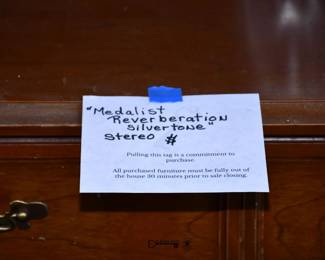 "Medalist
Reverberation
Silvertone"
Stereo #
Pulling this tag is a commitment to
purchase.
All purchased furniture must be fully out of
the house 30 minutes prior to sale closing.